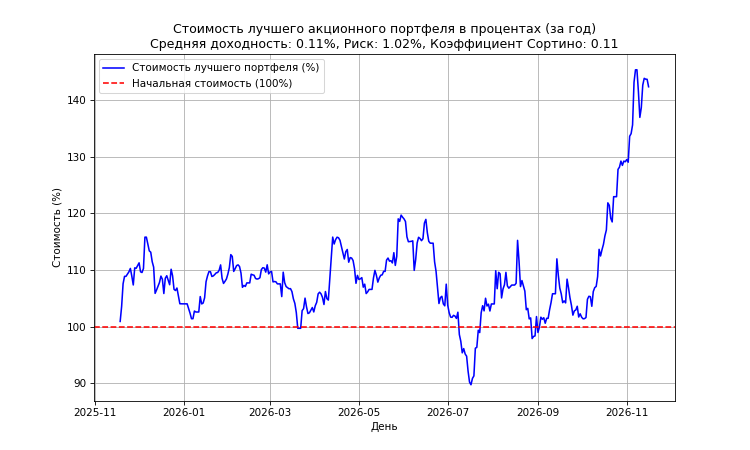 Стоимость лучшего акционного портфеля в процентах (за год)
Средняя доходность: 0.11%, Риск: 1.02%, Коэффициент Сортино: 0.11
Стоимость лучшего портфеля (%)
Начальная стоимость (100%)
Стоимость (%)
140
130
120
110
100
90
2025-11
2026-01
2026-03
2026-05
2026-07
2026-09
2026-11
День